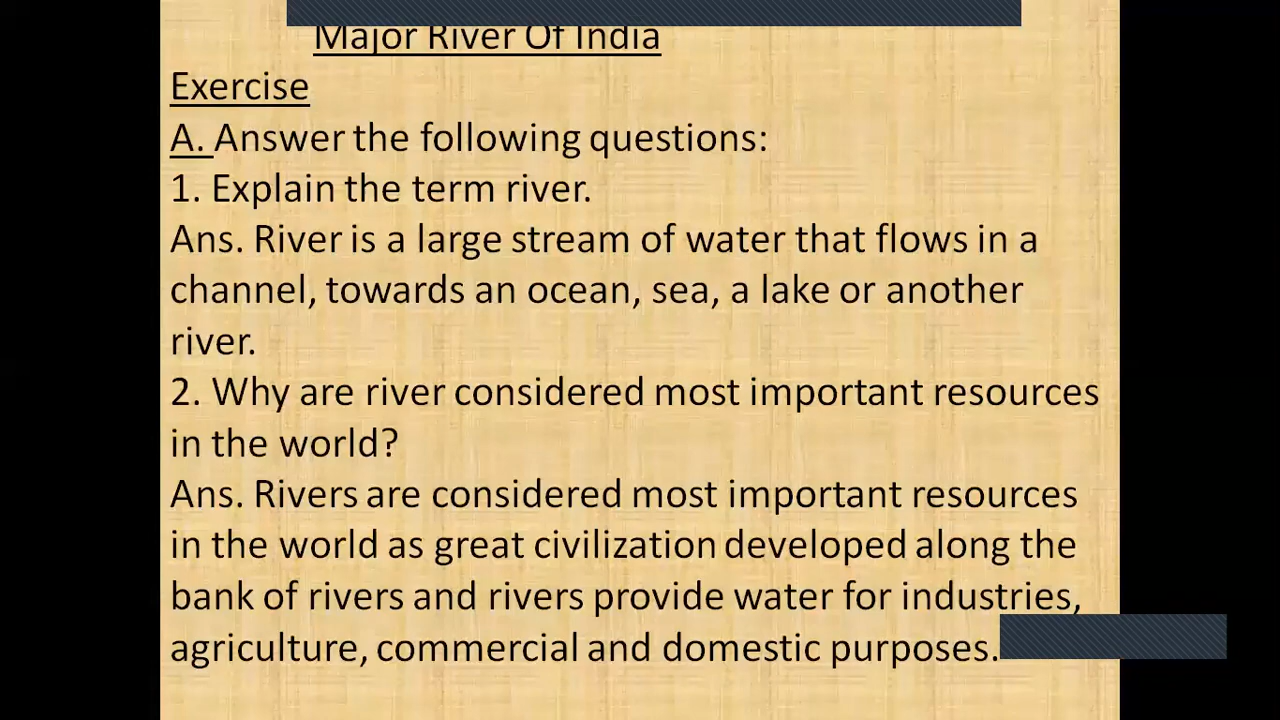 Major River Of India
Exercise
A. Answer the following questions:
1. Explain the term river.
Ans. River is a large stream of water that flows in a
channel, towards an ocean, sea, a lake or another
river.
2. Why are river considered most important resources
in the world?
Ans. Rivers are considered most important resources
in the world as great civilization developed along the
bank of rivers and rivers provide water for industries,
agriculture, commercial and domestic purposes.